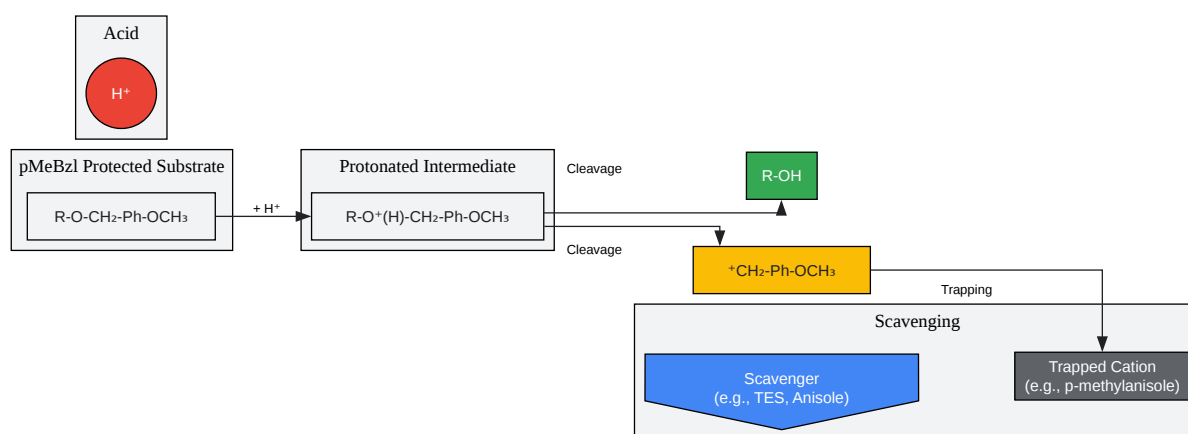 Acid
H⁺
pMeBzl Protected Substrate
R-O-CH₂-Ph-OCH₃
+ H⁺
Protonated Intermediate
R-O⁺(H)-CH₂-Ph-OCH₃
Cleavage
Cleavage
R-OH
⁺CH₂-Ph-OCH₃
Trapping
Scavenging
Scavenger
(e.g., TES, Anisole)
Trapped Cation
(e.g., p-methylanisole)